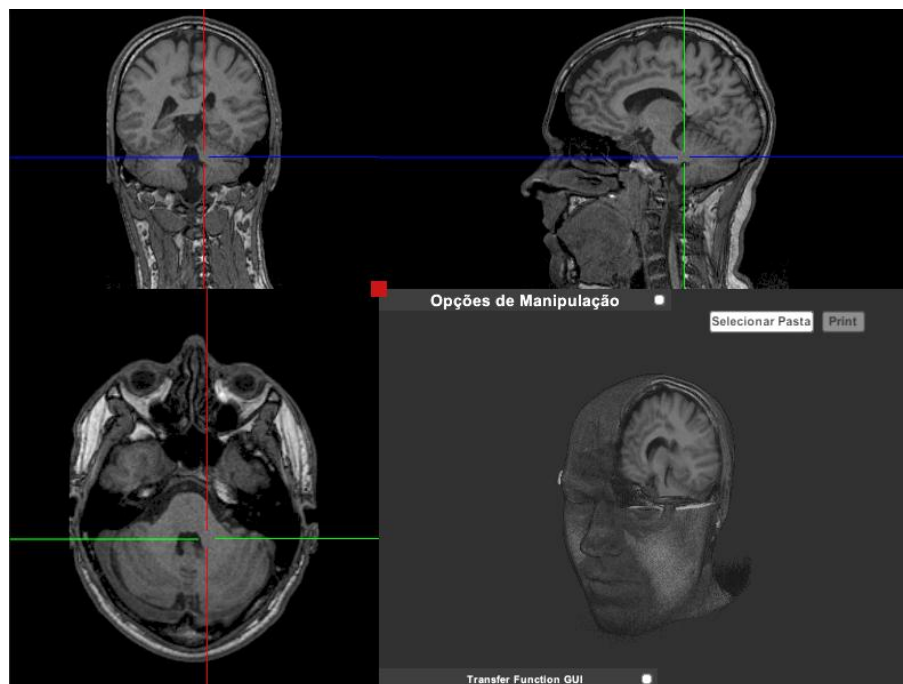 Opções de Manipulação
Selecionar Pasta
Print
Transfer Function GUI